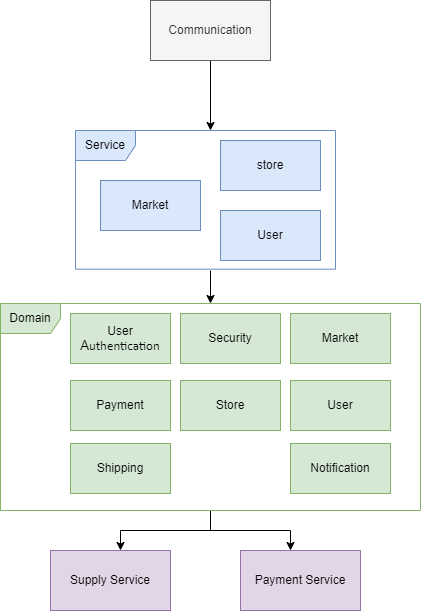 Communication
Service
store
Market
User
Domain
User
Authentication
Security
Market
Payment
Store
User
Shipping
Notification
Supply Service
Payment Service